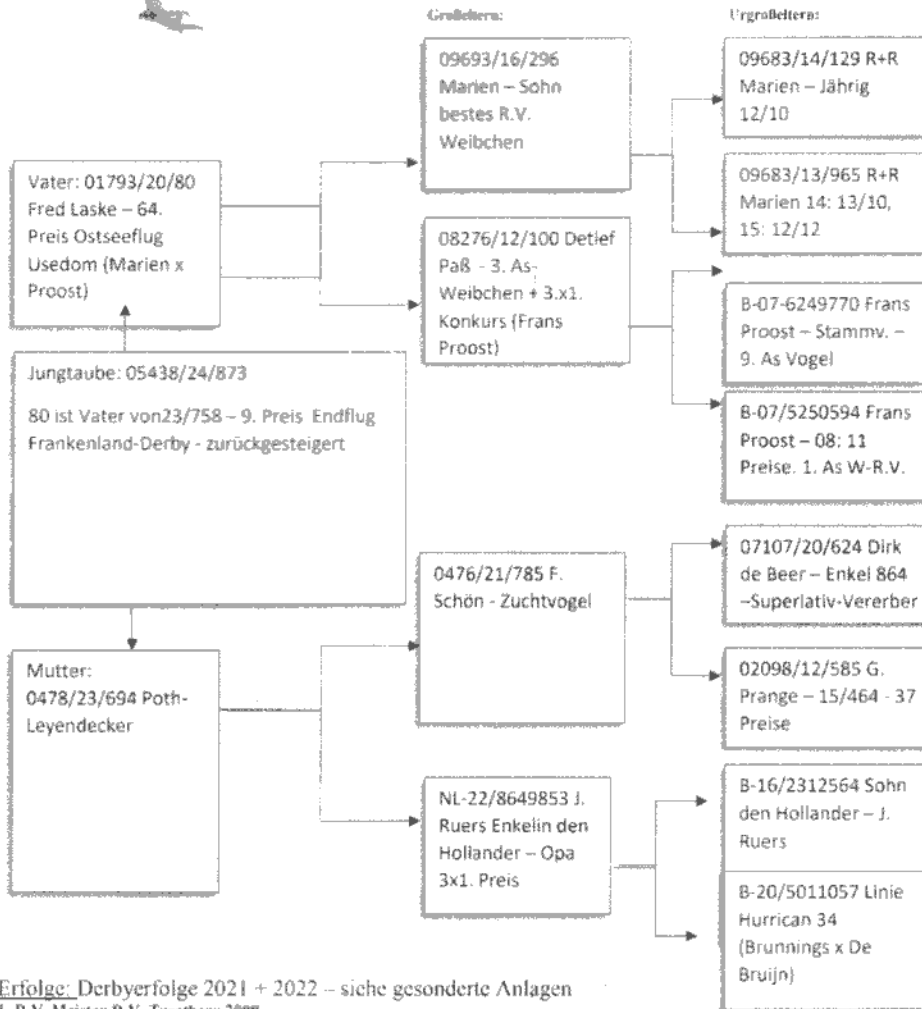 Großeltern:
Urgroßeltern:
Vater: 01793/20/80
Fred Laske – 64.
Preis Ostseeflug
Usedom (Marien x
Proost)
Jungtaube: 05438/24/873
80 ist Vater von23/758 – 9. Preis Endflug
Frankenland-Derby - zurückgesteigert
Mutter:
0478/23/694 Poth-
Leyendecker
09693/16/296
Marien – Sohn
bestes R.V.
Weibchen
08276/12/100 Detlef
Paß - 3. As-
Weibchen + 3.x1.
Konkurs (Frans
Proost)
0476/21/785 F.
Schön - Zuchtvogel
NL-22/8649853 J.
Ruers Enkelin den
Hollander – Opa
3x1. Preis
09683/14/129 R+R
Marien – Jährig
12/10
09683/13/965 R+R
Marien 14: 13/10,
15: 12/12
B-07-6249770 Frans
Proost – Stammv. –
9. As Vogel
B-07/5250594 Frans
Proost – 08: 11
Preise. 1. As W-R.V.
07107/20/624 Dirk
de Beer – Enkel 864
–Superlativ-Vererber
02098/12/585 G.
Prange – 15/464 - 37
Preise
B-16/2312564 Sohn
den Hollander – J.
Ruers
B-20/5011057 Linie
Hurrican 34
(Brunnings x De
Bruijn)
Erfolge: Derbyerfolge 2021 + 2022 – siehe gesonderte Anlagen